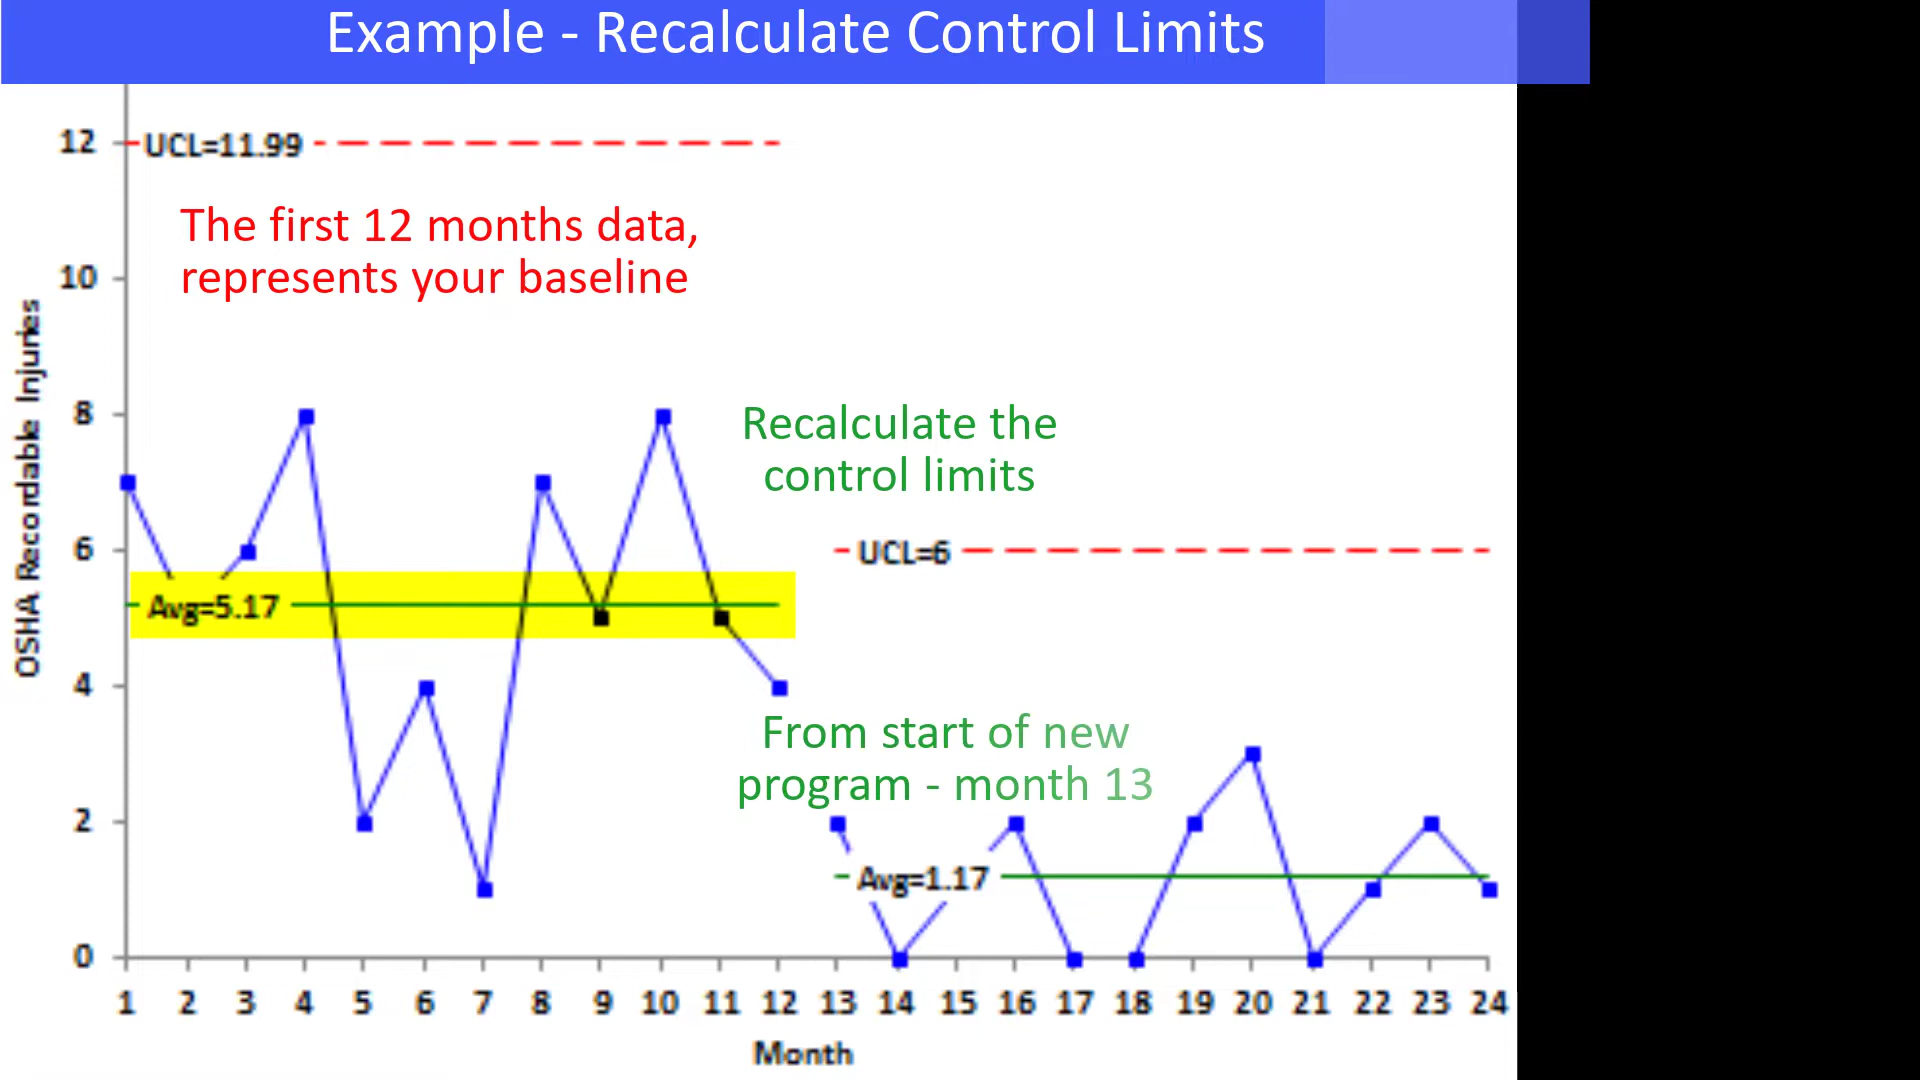 Example - Recalculate Control Limits
12
UCL=11.99
The first 12 months data,
represents your baseline
10
OSHA Recordable Injuries
8
Recalculate the
control limits
6
UCL=6
Avg=5.17
4
From start of new
program - month 13
2
Avg=1.17
0
1 2 3 4 5 6 7 8 9 10 11 12 13 14 15 16 17 18 19 20 21 22 23 24
Month